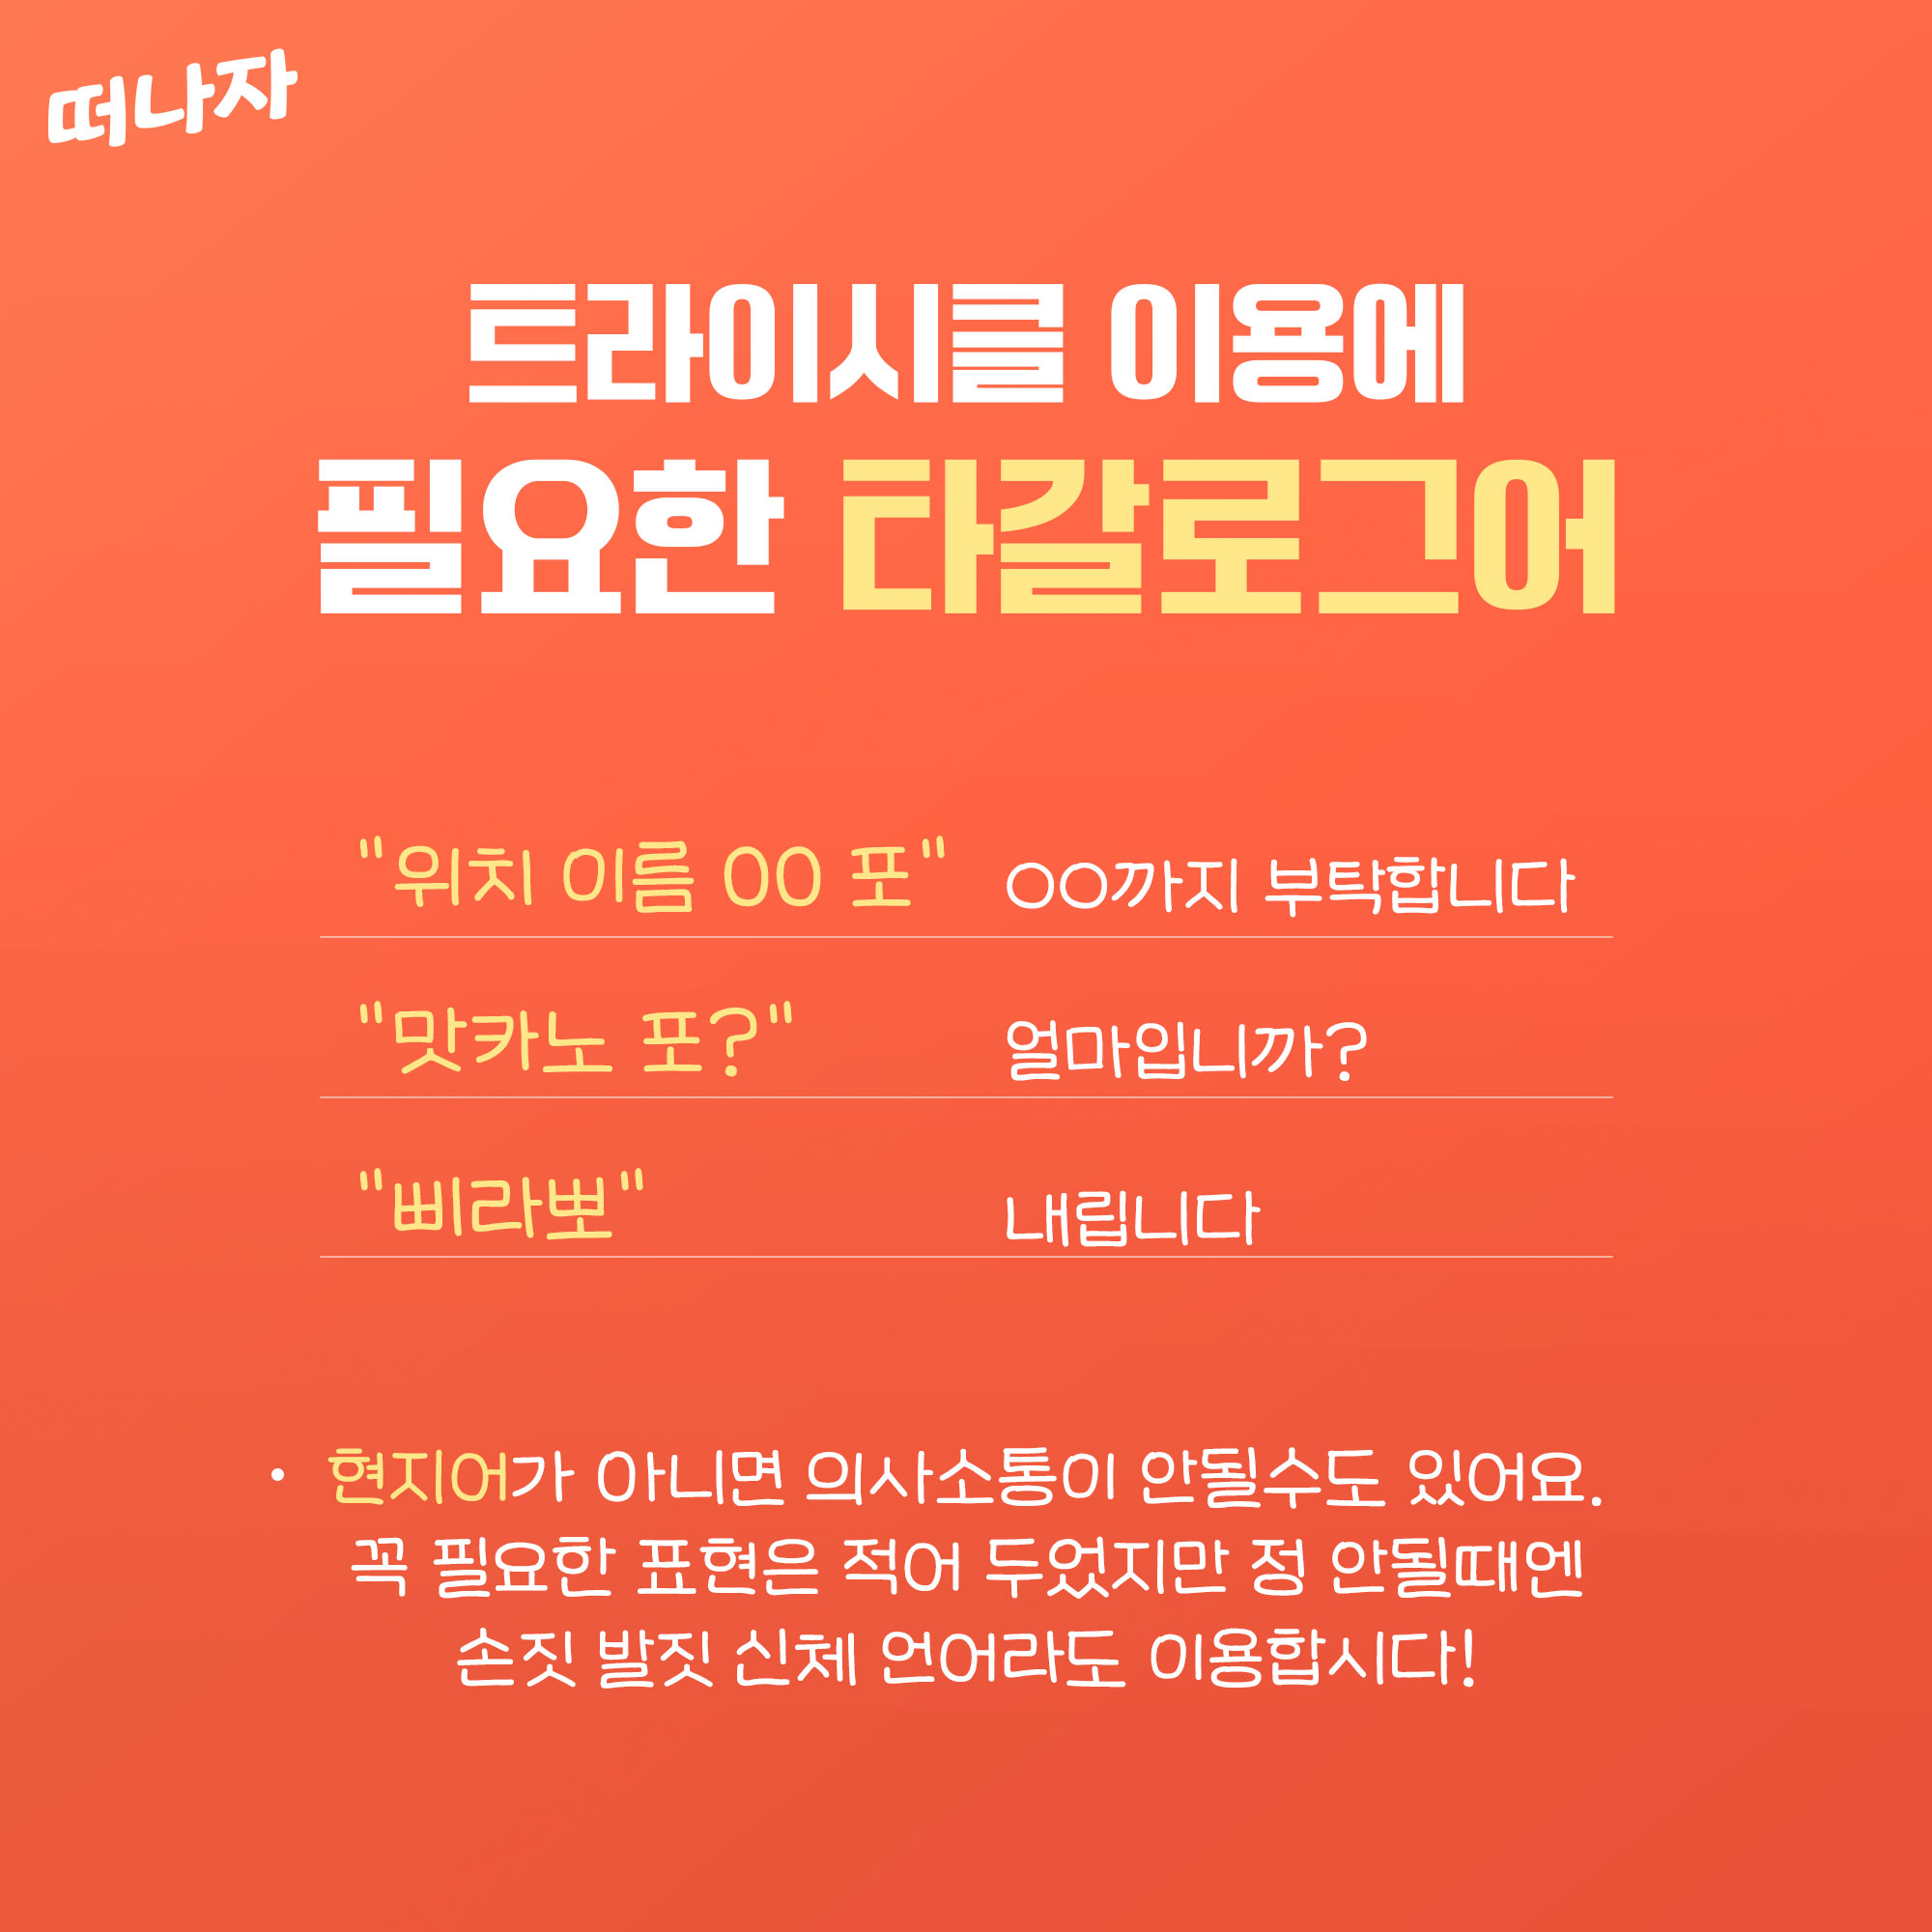 떠나자
트라이시클 이용에
필요한 타갈로그어
"위치 이름 00 포" OO까지 부탁합니다
"맛카노 포?" 얼마입니까?
"삐라뽀" 내립니다
· 현지어가 아니면 의사소통이 안될수도 있어요.
꼭 필요한 표현은 적어 두었지만 정 안될때엔
손짓 발짓 신체 언어라도 이용합시다!